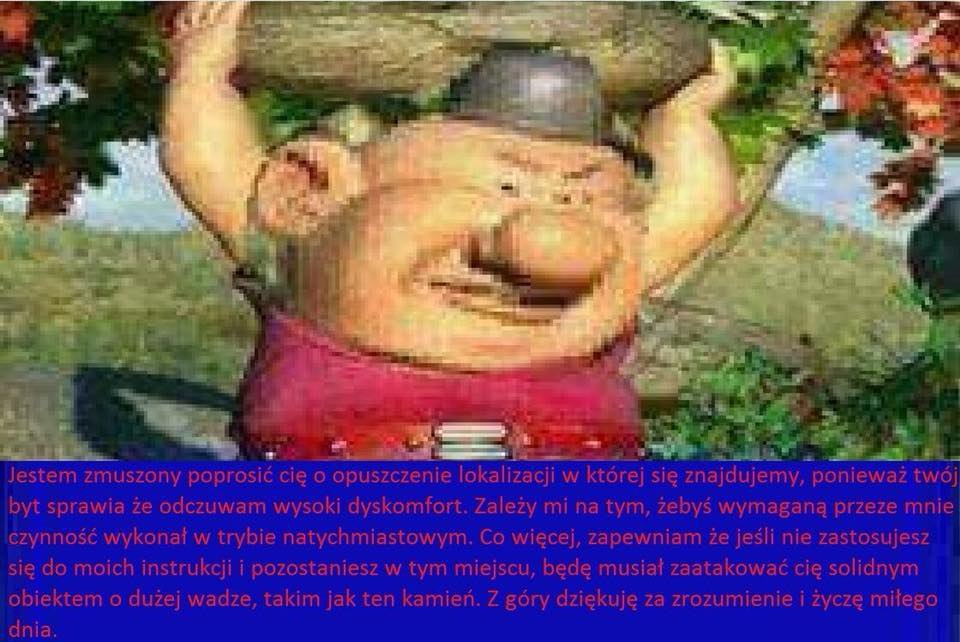 Jestem zmuszony poprosić cię o opuszczenie lokalizacji w której się znajdujemy, ponieważ twój
byt sprawia że odczuwam wysoki dyskomfort. Zależy mi na tym, żebyś wymaganą przeze mnie
czynność wykonał w trybie natychmiastowym. Co więcej, zapewniam że jeśli nie zastosujesz
się do moich instrukcji i pozostaniesz w tym miejscu, będę musiał zaatakować cię solidnym
obiektem o dużej wadze, takim jak ten kamień. Z góry dziękuję za zrozumienie i życzę miłego
dnia.